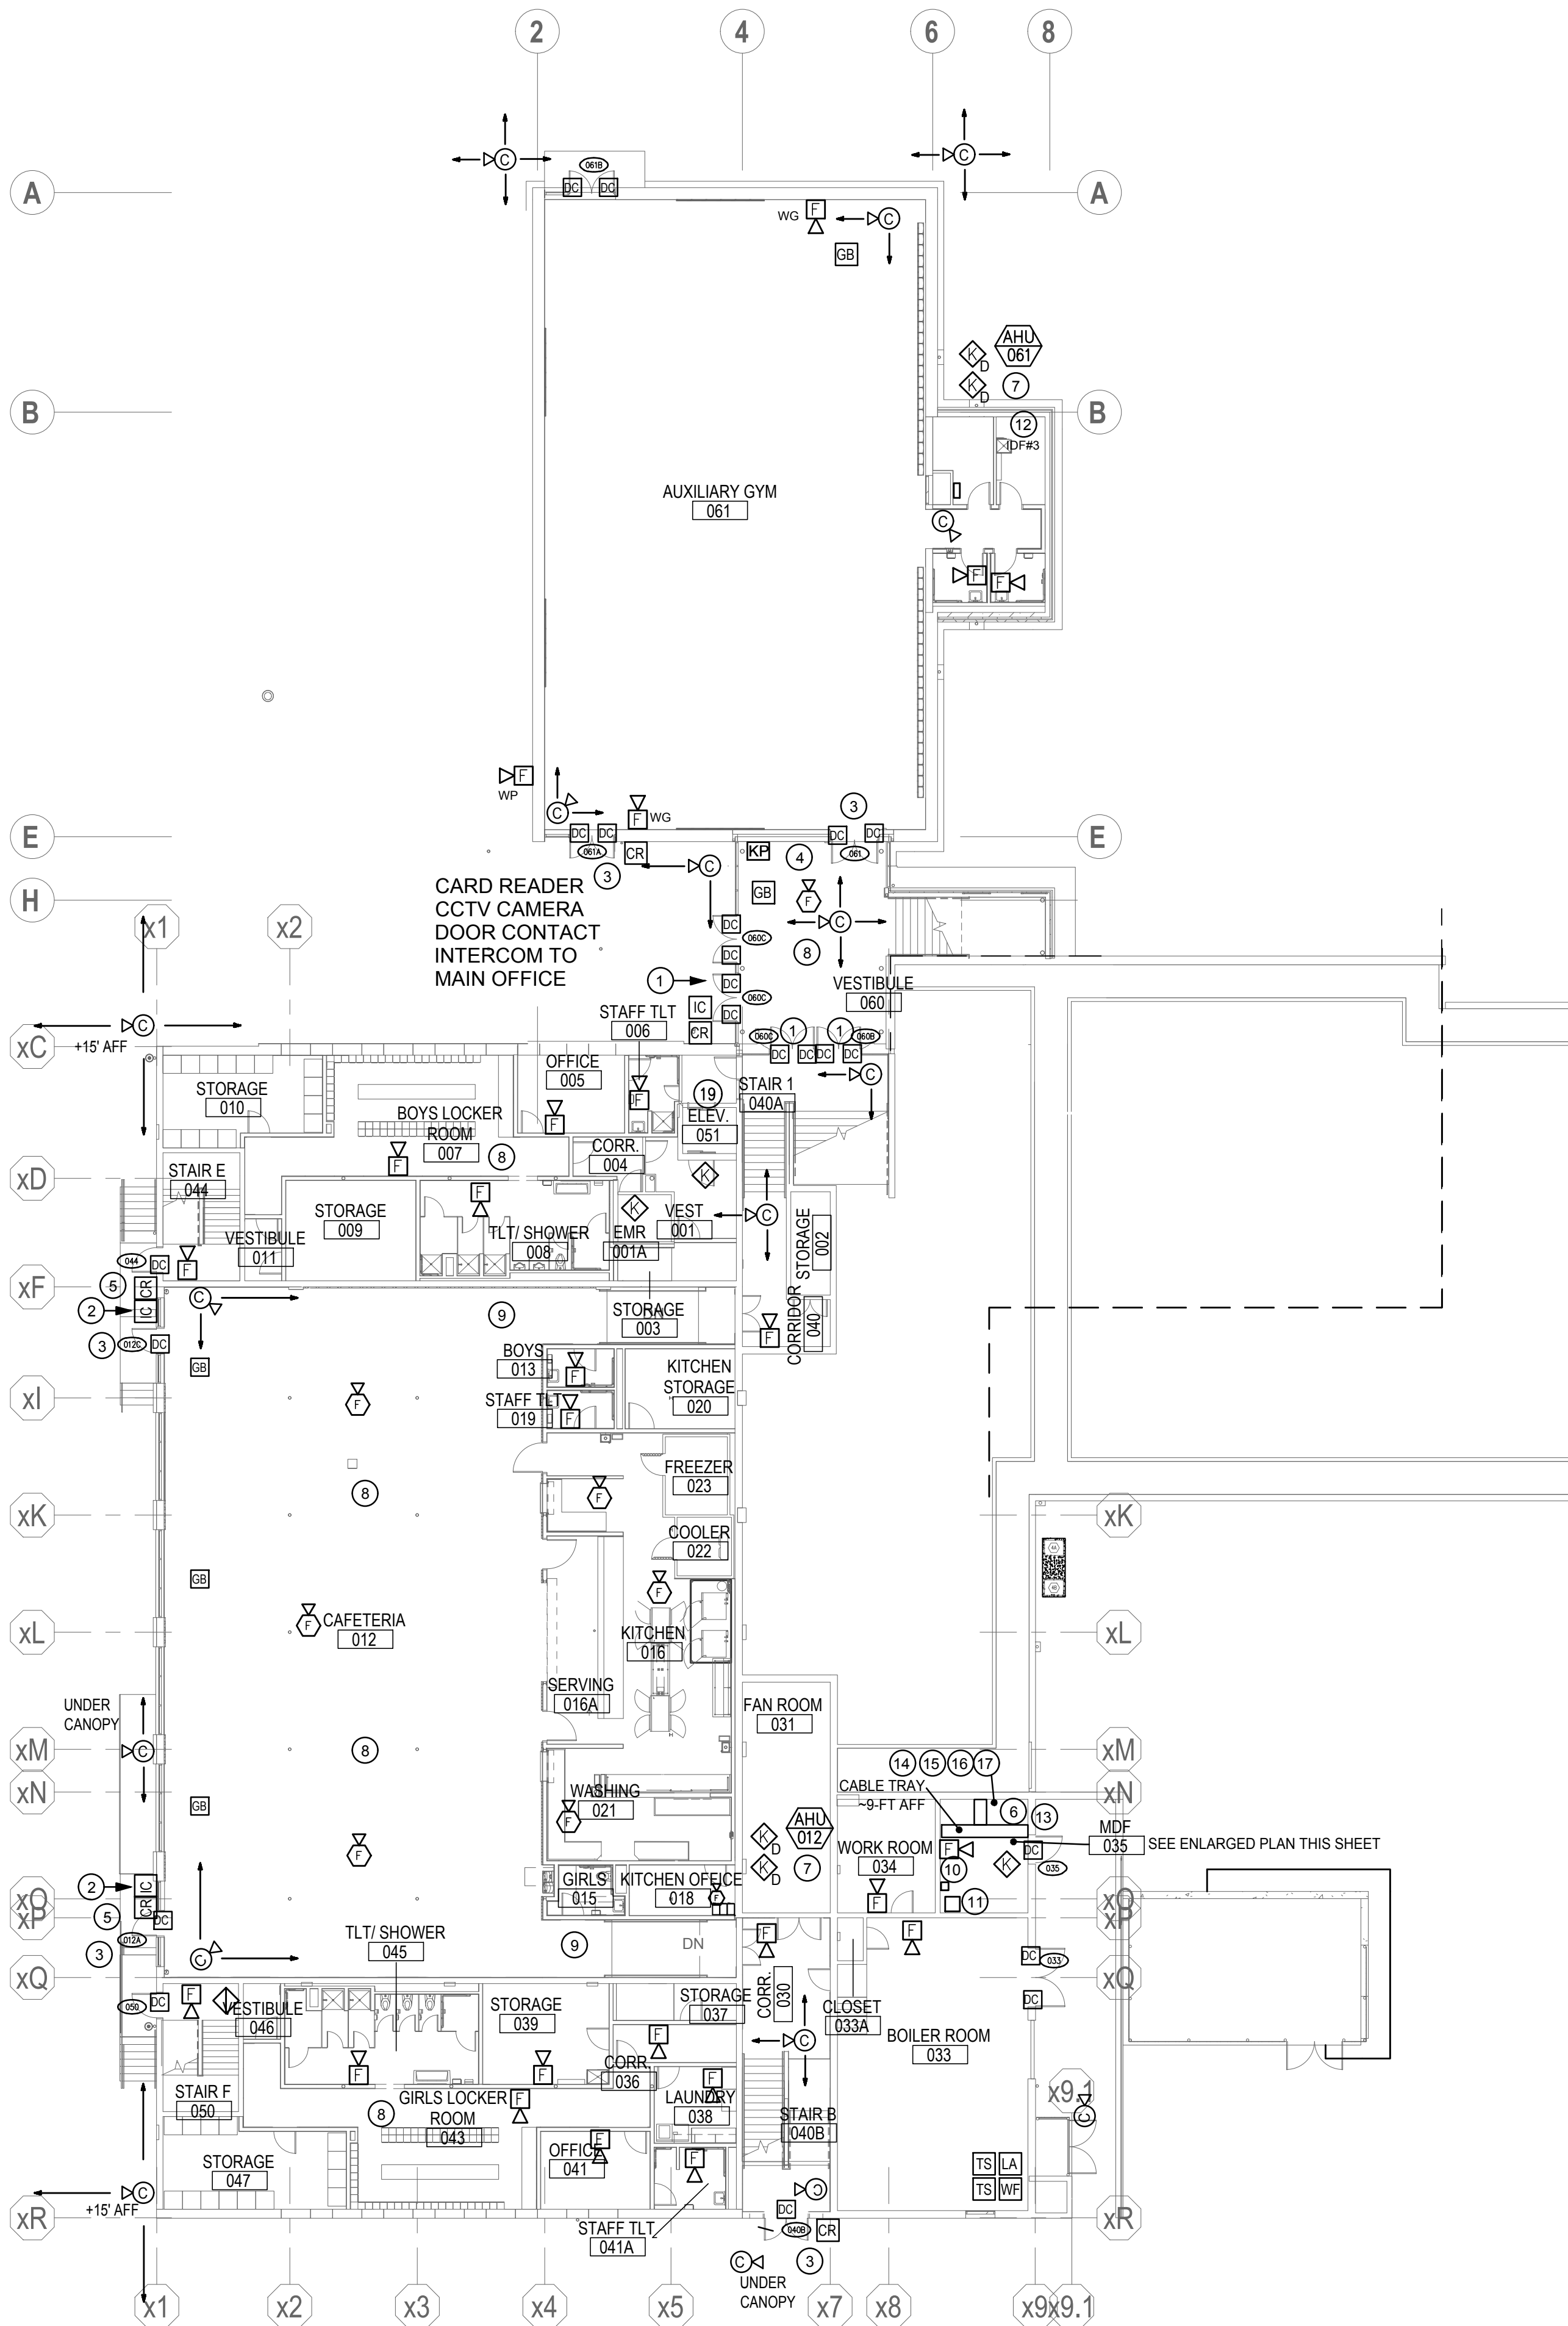 2
4
6
8
C
C
061B
A
DC
DC
A
WG
F
C
GB
AHU
061
K
D
K
D
7
B
B
12
IDF#3
AUXILIARY GYM
061
C
F
F
F
WP
C
F
WG
3
E
DC
DC
DC
DC
E
061A
CR
C
KP
4
061
3
CARD READER
CCTV CAMERA
DOOR CONTACT
INTERCOM TO
MAIN OFFICE
H
GB
F
C
x1
x2
DC
060C
DC
8
1
DC
060C
VESTIBULE
060
IC
DC
STAFF TLT
006
CR
C
+15' AFF
xC
060C
1
1
060B
DC
DC
DC
DC
OFFICE
005
C
STORAGE
010
F
F
19
STAIR 1
040A
BOYS LOCKER
ROOM
007
ELEV.
051
8
CORR.
004
F
xD
STAIR E
044
K
F
STORAGE
009
K
VEST
001
C
STORAGE
002
VESTIBULE
011
TLT/ SHOWER
008
EMR
001A
044
DC
F
xF
5
CR
C
2
IC
9
STORAGE
003
DN
CORRIDOR
040
F
3
012C
DC
BOYS
013
F
KITCHEN
STORAGE
020
GB
xI
F
STAFF TLT
019
F
FREEZER
023
8
F
xK
xK
COOLER
022
4A
4B
GB
F
xL
F
CAFETERIA
012
KITCHEN
016
xL
UNDER
CANOPY
SERVING
016A
FAN ROOM
031
xM
C
8
14
15
16
17
xM
xN
CABLE TRAY
~9-FT AFF
xN
GB
WASHING
021
F
6
13
MDF
035
SEE ENLARGED PLAN THIS SHEET
K
D
AHU
012
WORK ROOM
034
F
DC
F
K
D
7
10
K
035
2
IC
GIRLS
015
KITCHEN OFFICE
018
F
xO
xO
CR
F
11
xP
5
DC
xP
012A
TLT/ SHOWER
045
9
DN
F
F
3
C
DC
033
xQ
xQ
050
DC
F
VESTIBULE
046
STORAGE
039
STORAGE
037
CORR.
030
CLOSET
033A
DC
BOILER ROOM
033
F
C
F
F
CORR.
036
STAIR F
050
8
GIRLS LOCKER
ROOM
043
F
F
LAUNDRY
038
STAIR B
040B
x9.1
C
OFFICE
041
F
F
STORAGE
047
TS
LA
TS
WF
C
+15' AFF
C
xR
DC
xR
STAFF TLT
041A
040B
CR
C
3
UNDER
CANOPY
x1
x2
x3
x4
x5
x7
x8
x9
x9.1